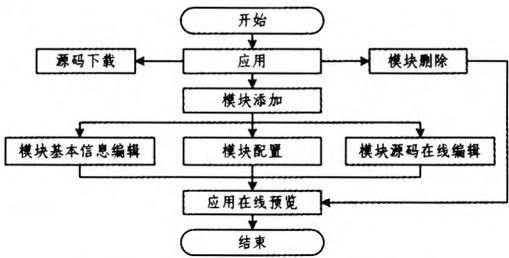 开始
源码下载
应用
模块删除
模块添加
模块基本信息编辑
模块配置
模块源码在线编辑
应用在线预览
结束